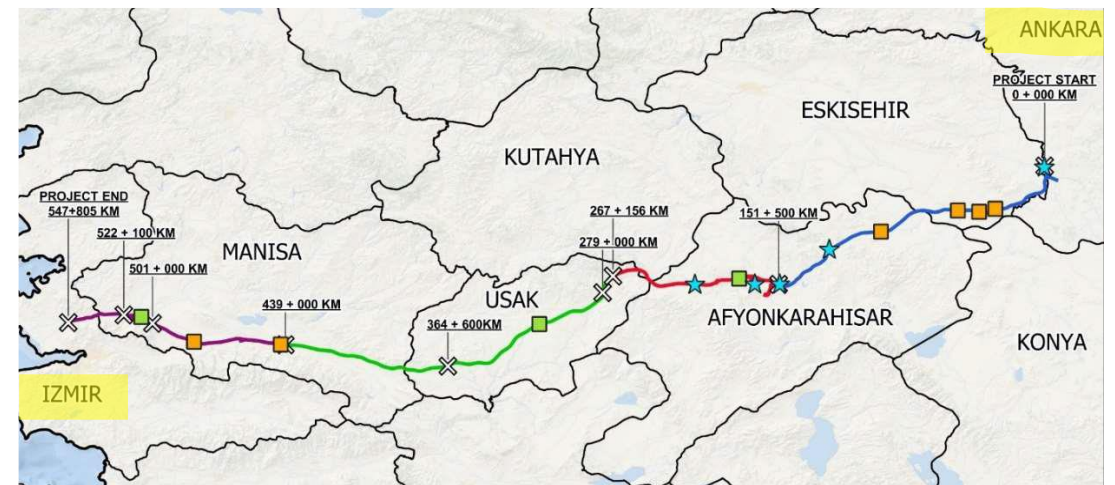 ANKARA
PROJECT START
0 + 000 KM
ESKISEHIR
KUTAHYA
PROJECT END
547+805 KM
522 + 100 KM
501 + 000 KM
MANISA
267 + 156 KM
279 + 000 KM
151 + 500 KM
USAK
439 + 000 KM
364 + 600KM
AFYONKARAHISAR
KONYA
IZMIR